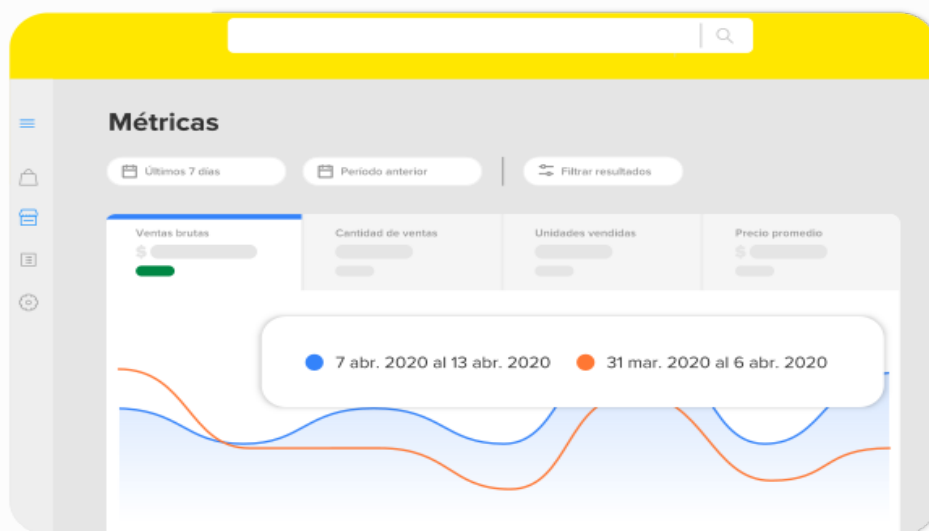 Métricas
Últimos 7 días
Período anterior
Filtrar resultados
Ventas brutas
Cantidad de ventas
Unidades vendidas
Precio promedio
$
$
7 abr. 2020 al 13 abr. 2020
31 mar. 2020 al 6 abr. 2020